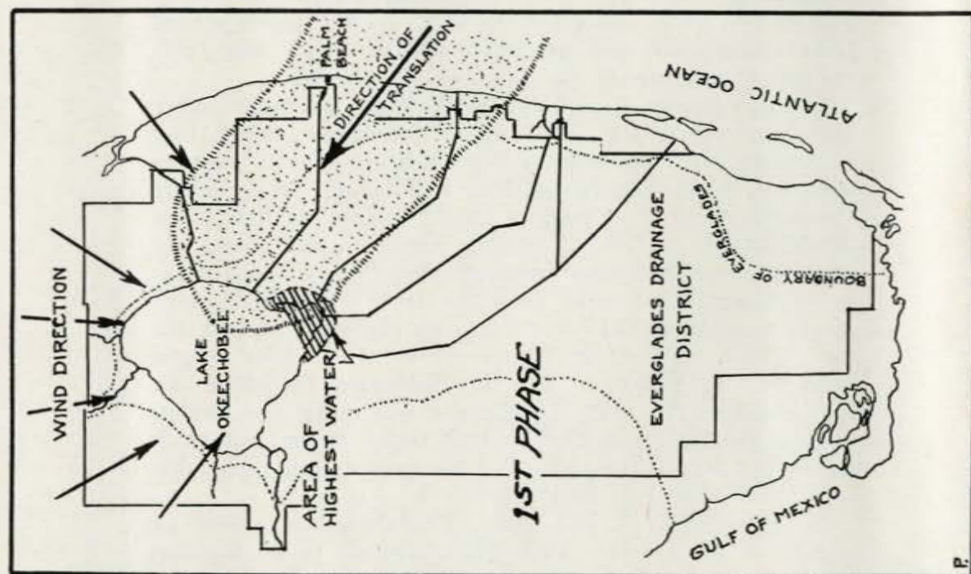 WIND DIRECTION
PALM
BEACH
DIRECTION OF
TRANSLATION
ATLANTIC OCEAN
LAKE
OKEECHOBEE
AREA OF
HIGHEST WATER
1ST PHASE
EVERGLADES DRAINAGE
DISTRICT
BOUNDARY OF EVERGLADES
GULF OF MEXICO
P.